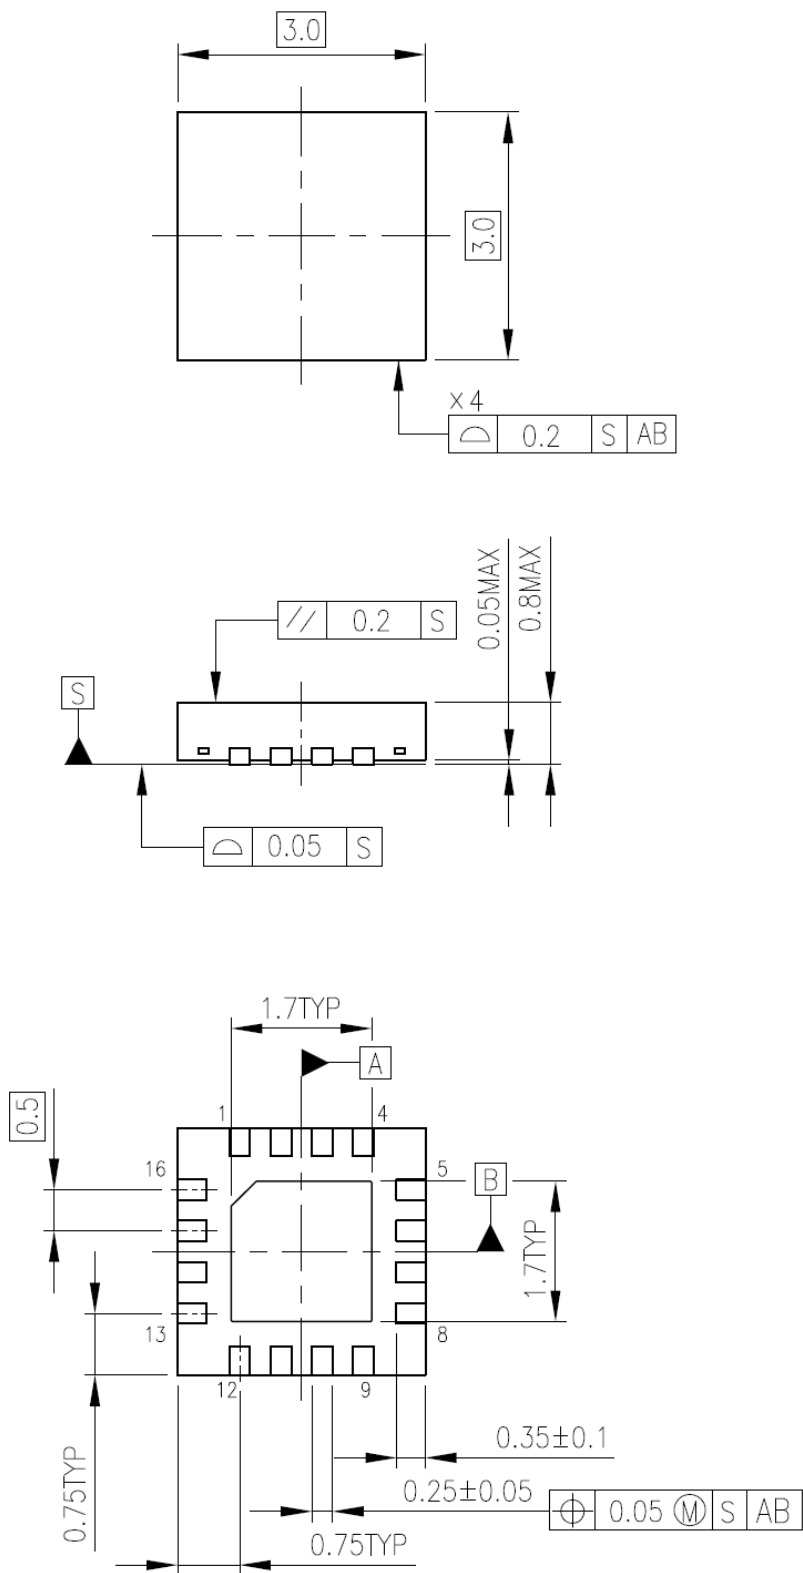 3.0
3.0
x4
0.2 S AB
0.05MAX
0.8MAX
// 0.2 S
S
0.05 S
1.7TYP
A
0.5
1 4
16 5
B
1.7TYP
13 8
12 9
0.75TYP
0.35±0.1
0.25±0.05
0.05 Ⓜ S AB
0.75TYP